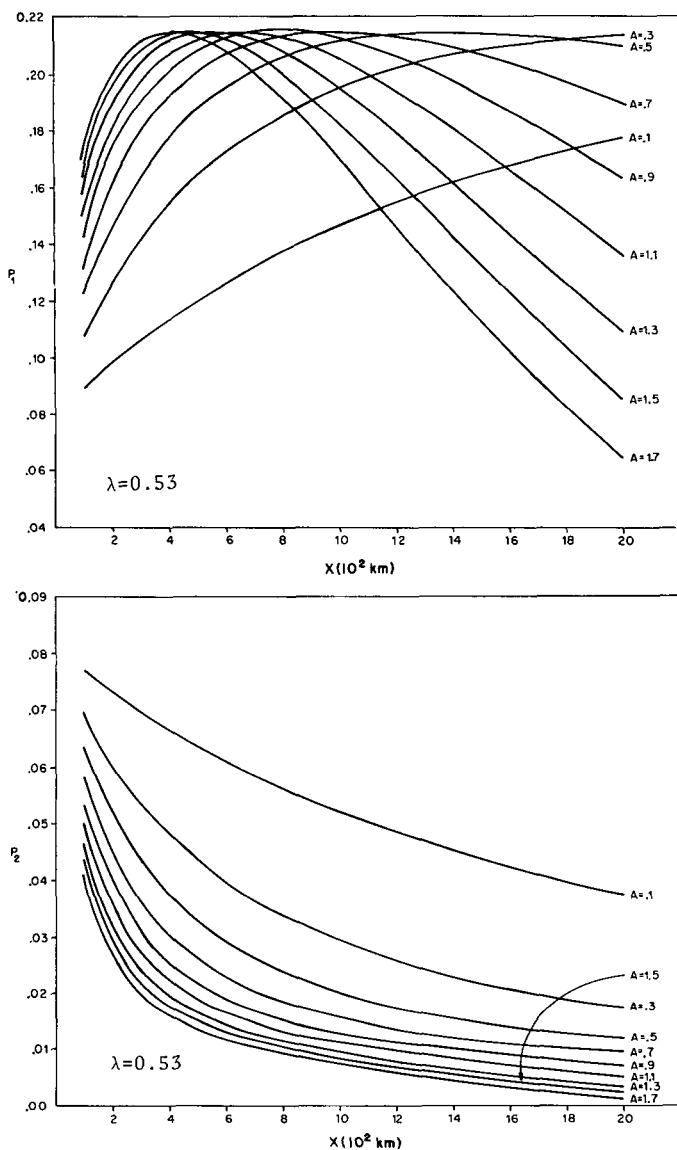 0.22
.20
.18
.16
.14
.12
.10
.08
.06
.04
P₁
A=.3
A=.5
A=.7
A=.1
A=.9
A=1.1
A=1.3
A=1.5
A=1.7
λ=0.53
2 4 6 8 10 12 14 16 18 20
X(10² km)
0.09
.08
.07
.06
.05
.04
.03
.02
.01
.00
P₂
A=.1
A=1.5
A=.3
A=.5
A=.7
A=.9
A=1.1
A=1.3
A=1.7
λ=0.53
2 4 6 8 10 12 14 16 18 20
X(10² km)